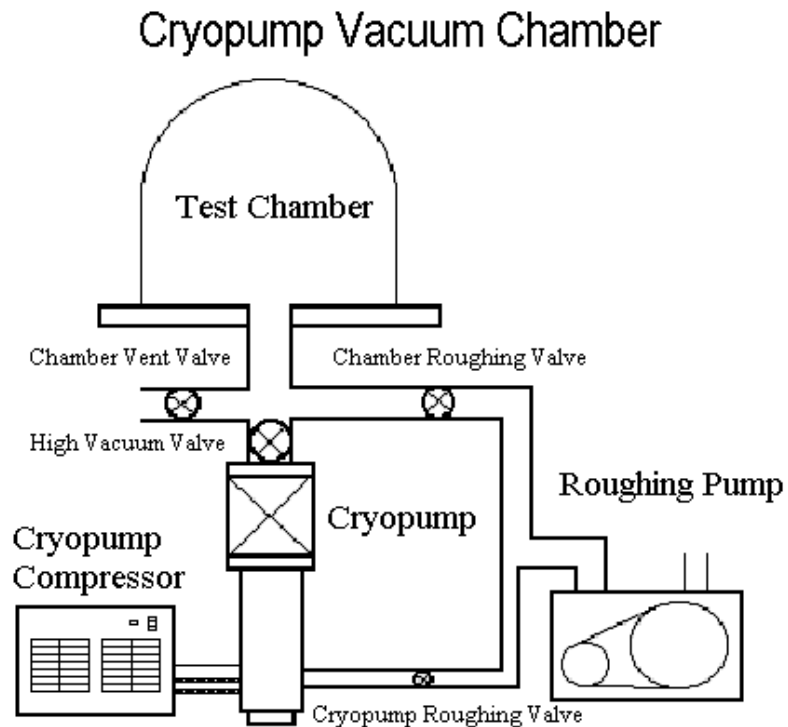 Cryopump Vacuum Chamber
Test Chamber
Chamber Vent Valve
Chamber Roughing Valve
High Vacuum Valve
Roughing Pump
Cryopump
Cryopump
Compressor
Cryopump Roughing Valve